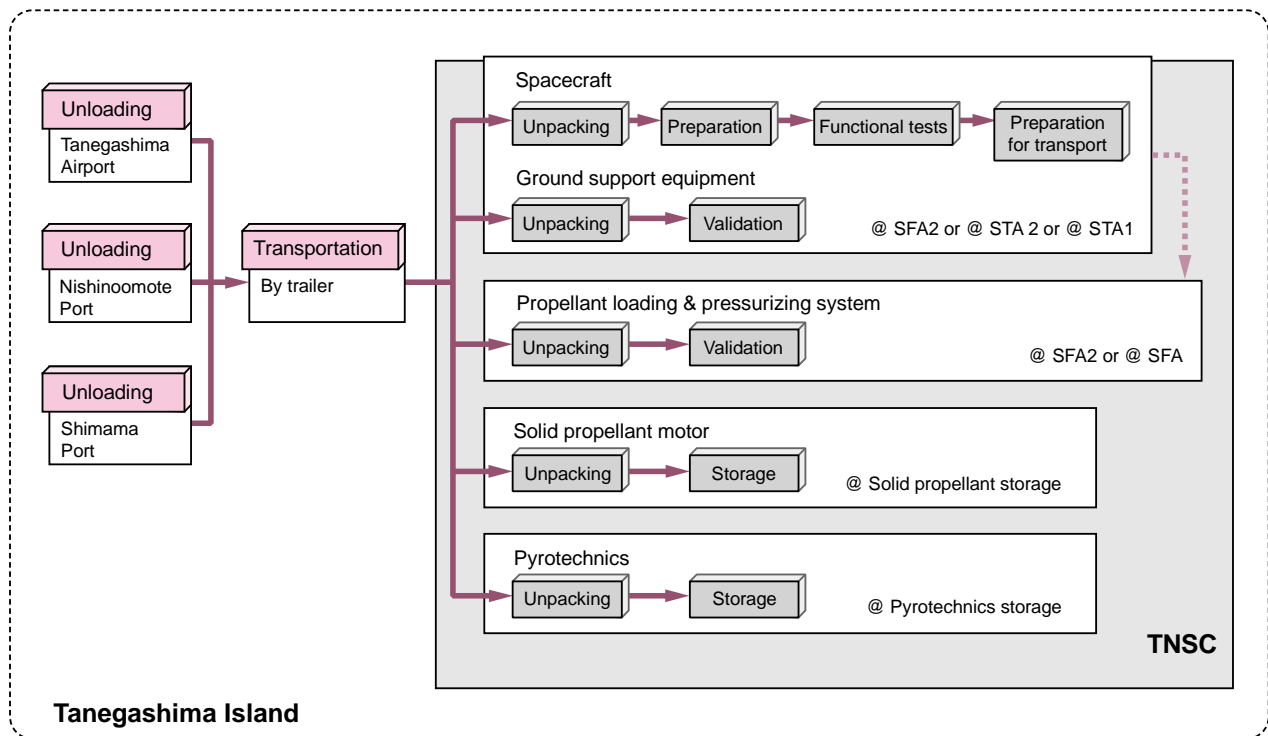 Unloading
Tanegashima
Airport
Unloading
Nishinoomote
Port
Unloading
Shimama
Port
Transportation
By trailer
Spacecraft
Unpacking
Preparation
Functional tests
Preparation
for transport
Ground support equipment
Unpacking
Validation
@ SFA2 or @ STA 2 or @ STA1
Propellant loading & pressurizing system
Unpacking
Validation
@ SFA2 or @ SFA
Solid propellant motor
Unpacking
Storage
@ Solid propellant storage
Pyrotechnics
Unpacking
Storage
@ Pyrotechnics storage
TNSC
Tanegashima Island